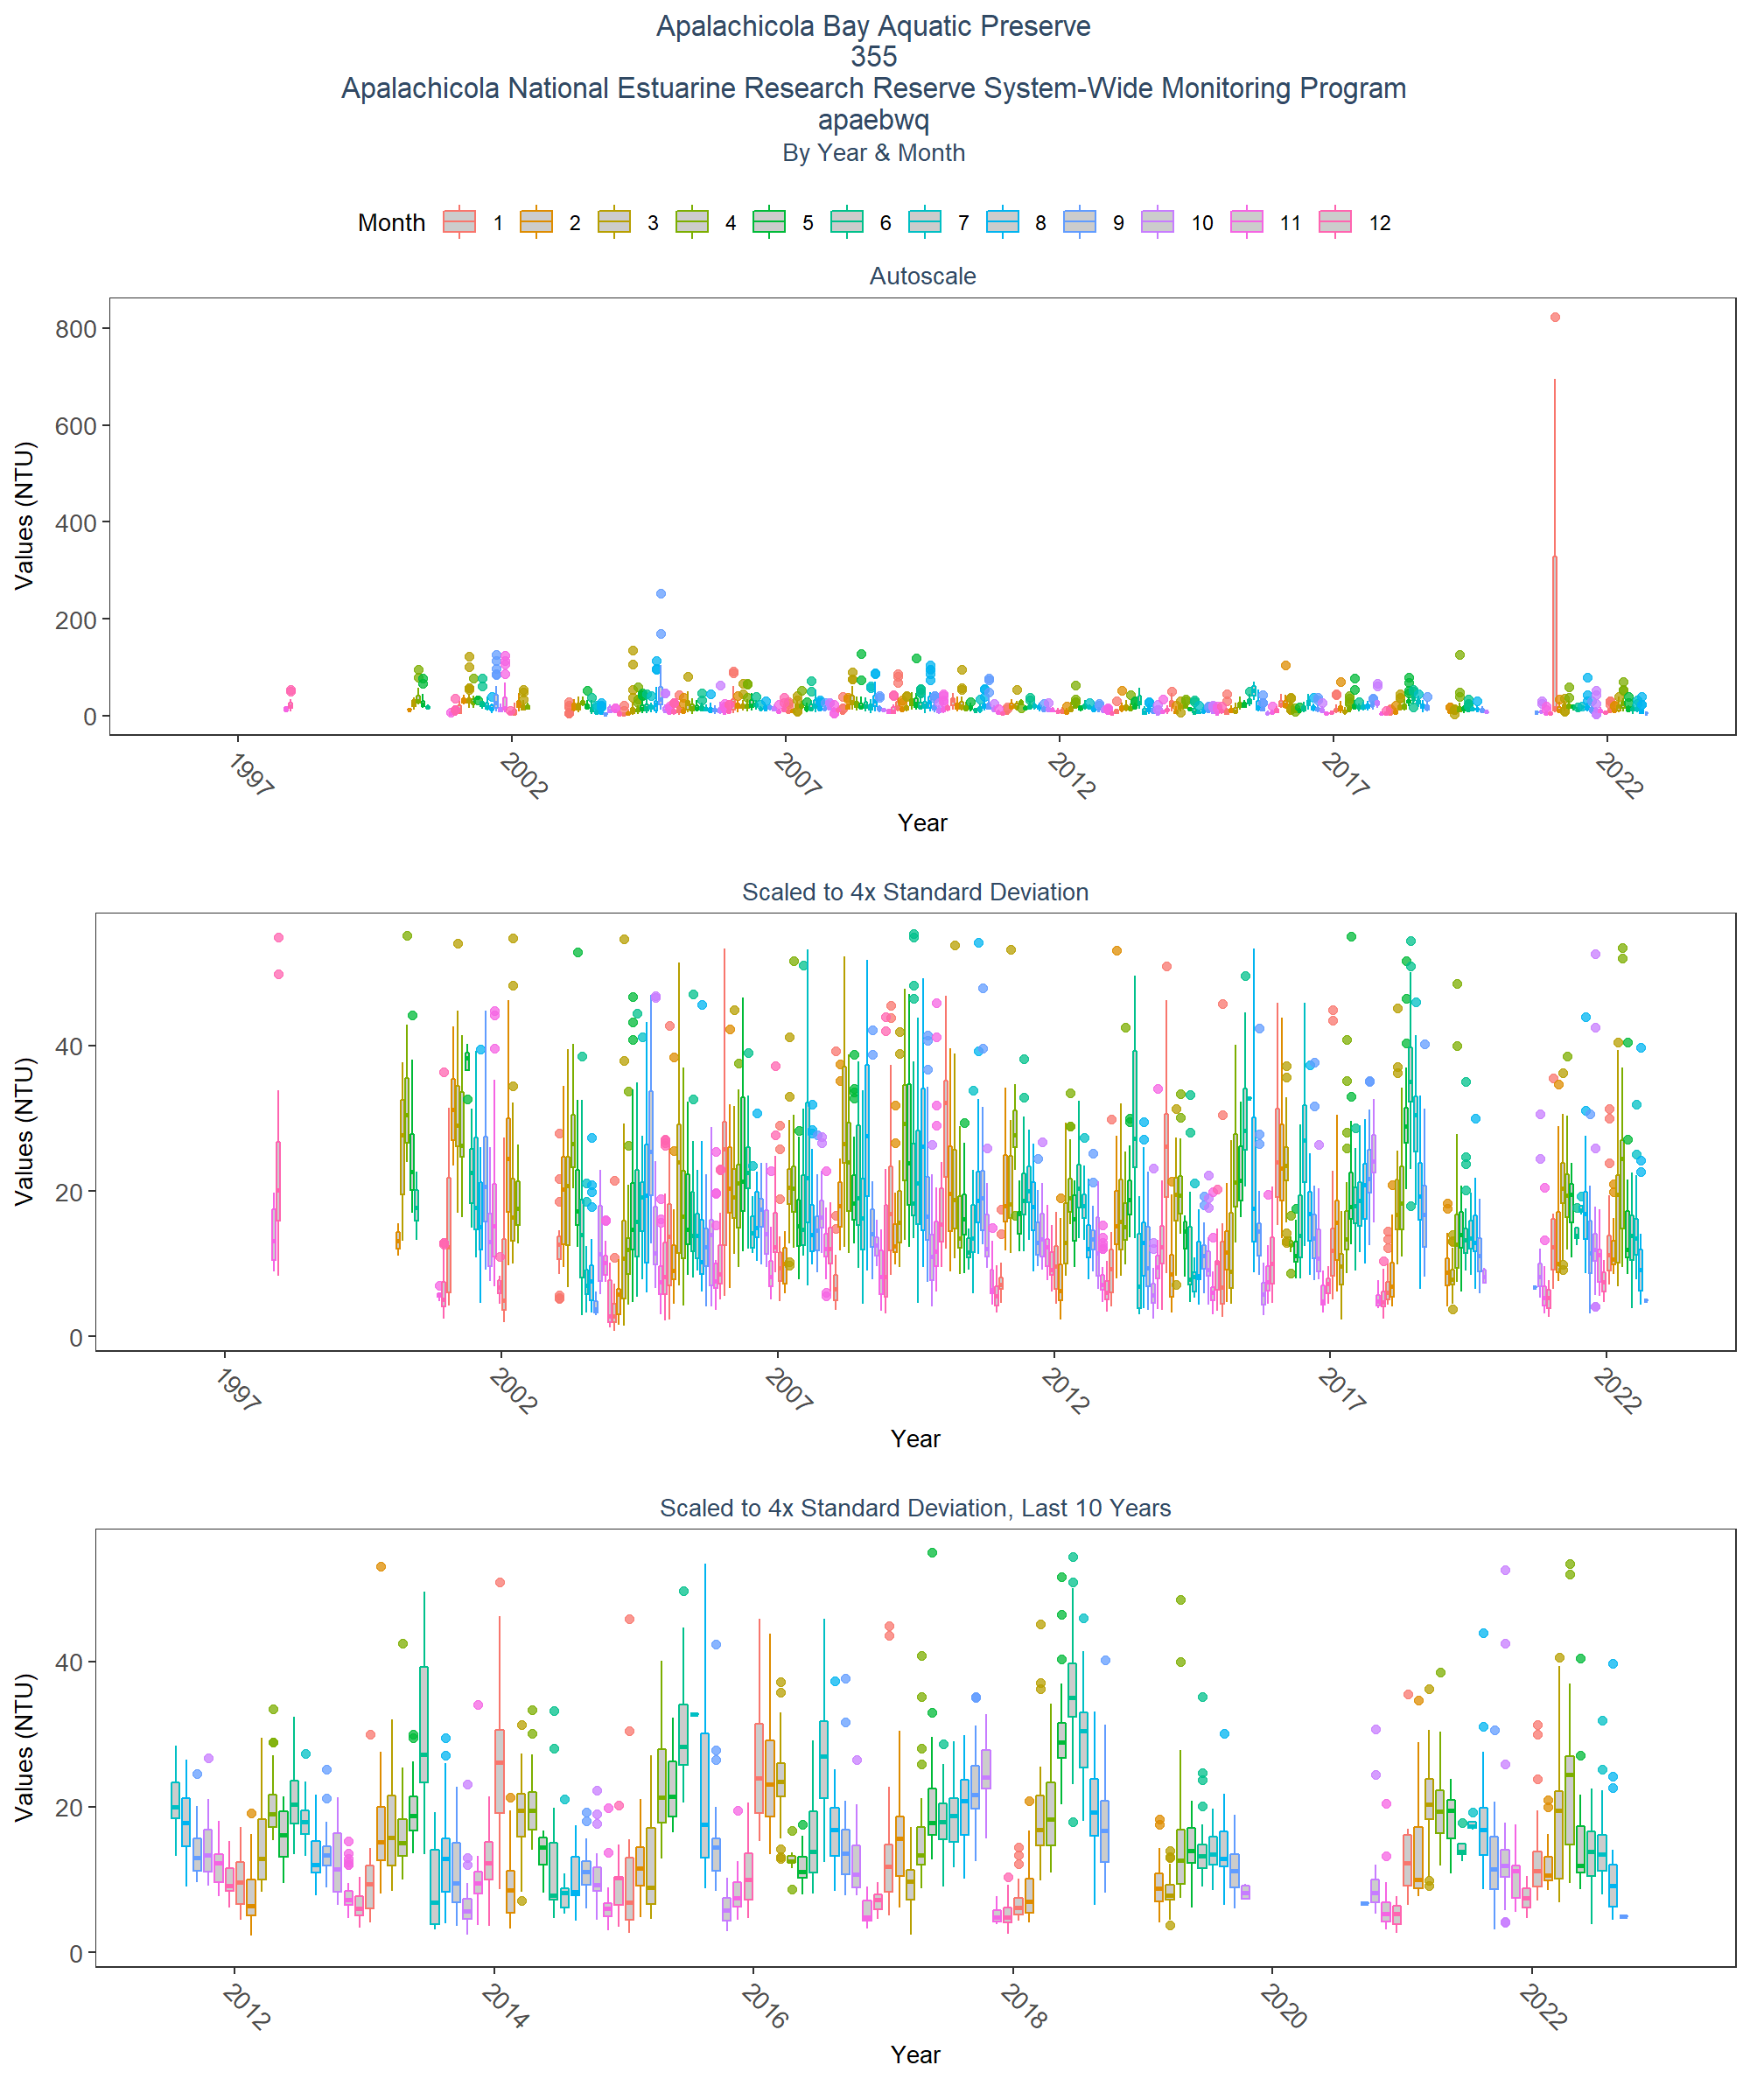 Apalachicola Bay Aquatic Preserve
355
Apalachicola National Estuarine Research Reserve System-Wide Monitoring Program
apaebwq
By Year & Month
Month 1 2 3 4 5 6 7 8 9 10 11 12
Autoscale
Values (NTU)
800
600
400
200
0
1997 2002 2007 2012 2017 2022
Year
Scaled to 4x Standard Deviation
Values (NTU)
40
20
0
1997 2002 2007 2012 2017 2022
Year
Scaled to 4x Standard Deviation, Last 10 Years
Values (NTU)
40
20
0
2012 2014 2016 2018 2020 2022
Year